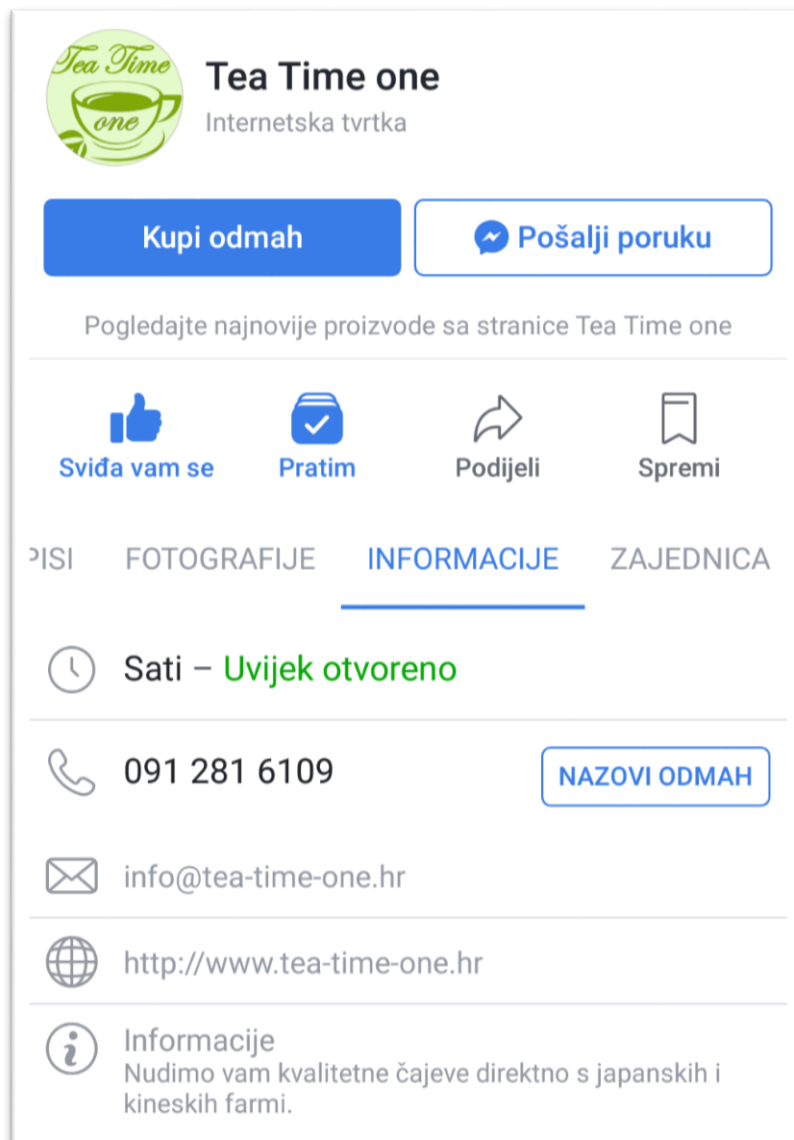 Tea Time
one
Tea Time one
Internetska tvrtka
Kupi odmah
Pošalji poruku
Pogledajte najnovije proizvode sa stranice Tea Time one
Sviđa vam se
Pratim
Podijeli
Spremi
PISI FOTOGRAFIJE INFORMACIJE ZAJEDNICA
Sati – Uvijek otvoreno
091 281 6109
NAZOVI ODMAH
info@tea-time-one.hr
http://www.tea-time-one.hr
Informacije
Nudimo vam kvalitetne čajeve direktno s japanskih i
kineskih farmi.